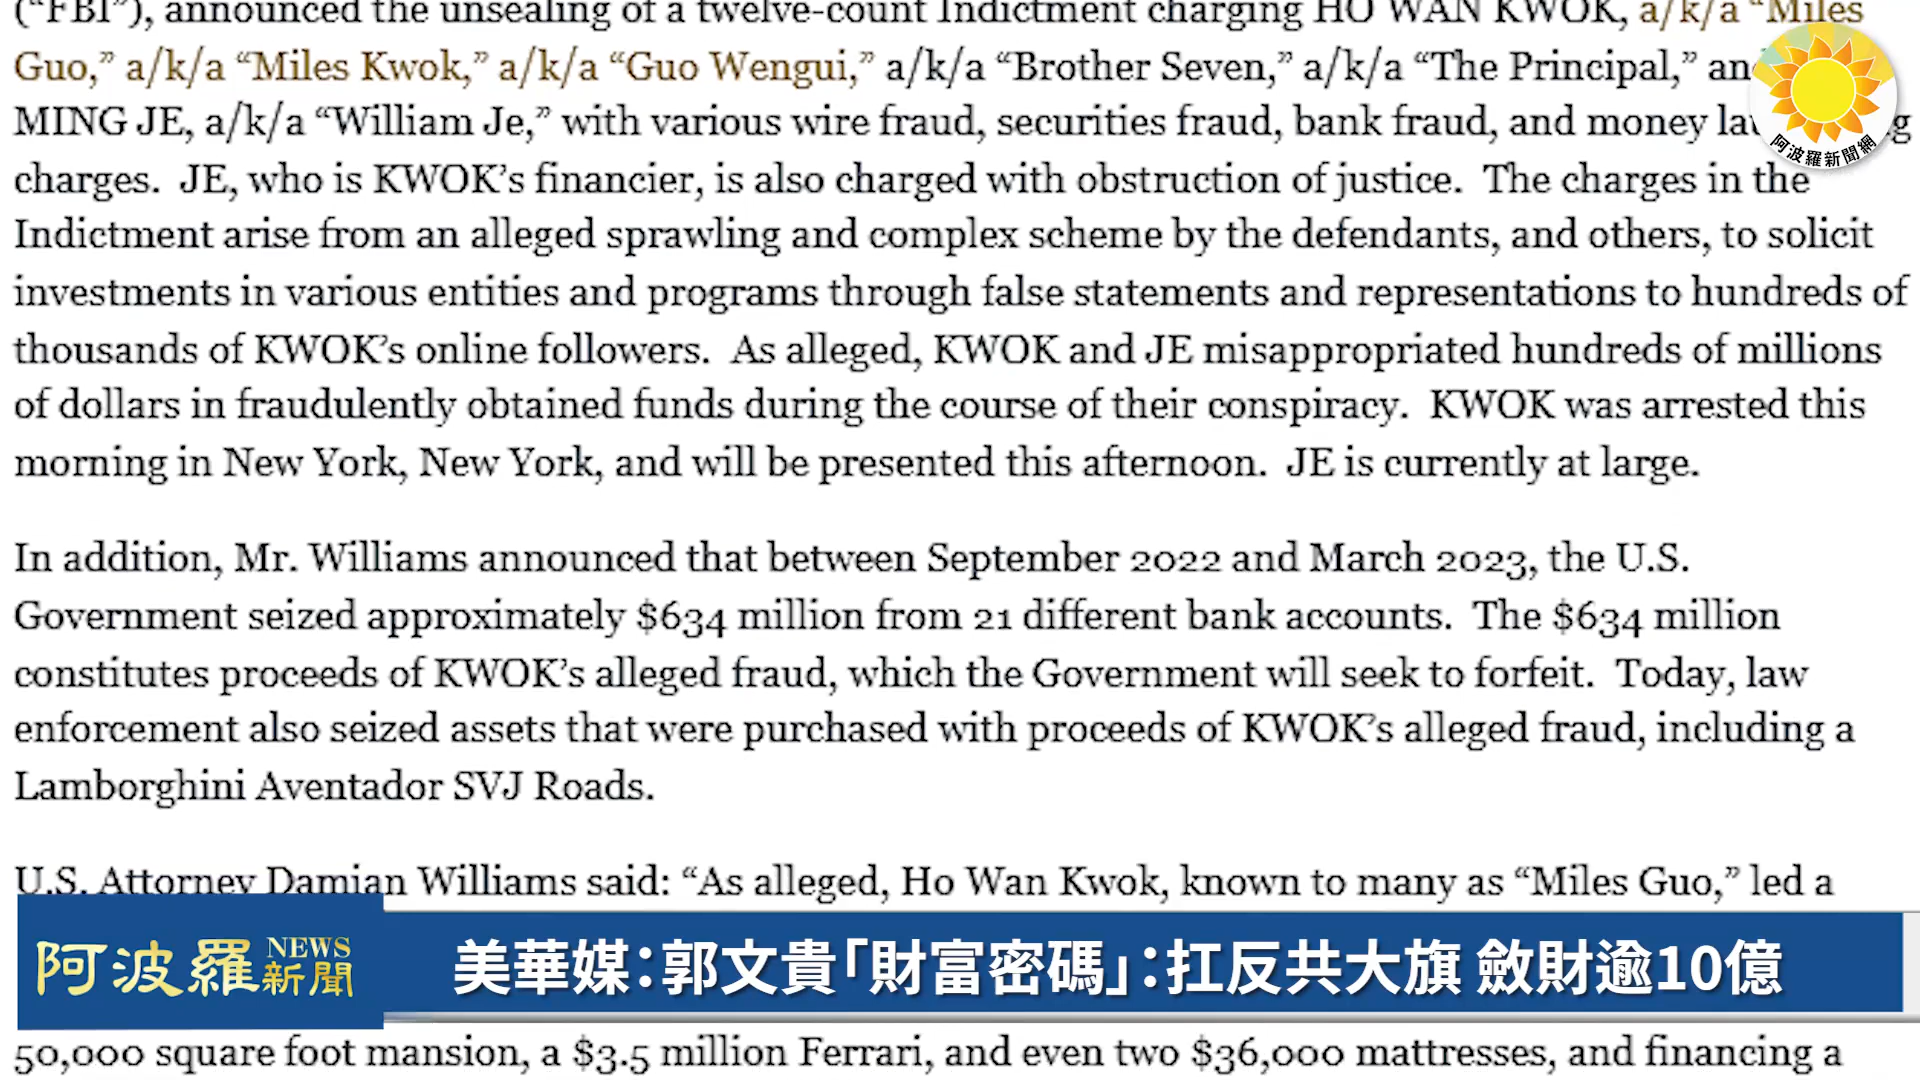 ("FBI"), announced the unsealing of a twelve-count Indictment charging HO WAN KWOK, a/k/a “Miles
Guo,” a/k/a “Miles Kwok,” a/k/a “Guo Wengui,” a/k/a “Brother Seven,” a/k/a “The Principal,”
MING JE, a/k/a “William Je,” with various wire fraud, securities fraud, bank fraud, and money
charges. JE, who is KWOK’s financier, is also charged with obstruction of justice. The charges in the
Indictment arise from an alleged sprawling and complex scheme by the defendants, and others, to solicit
investments in various entities and programs through false statements and representations to hundreds of
thousands of KWOK’s online followers. As alleged, KWOK and JE misappropriated hundreds of millions
of dollars in fraudulently obtained funds during the course of their conspiracy. KWOK was arrested this
morning in New York, New York, and will be presented this afternoon. JE is currently at large.
In addition, Mr. Williams announced that between September 2022 and March 2023, the U.S.
Government seized approximately $634 million from 21 different bank accounts. The $634 million
constitutes proceeds of KWOK’s alleged fraud, which the Government will seek to forfeit. Today, law
enforcement also seized assets that were purchased with proceeds of KWOK’s alleged fraud, including a
Lamborghini Aventador SVJ Roads.
U.S. Attorney Damian Williams said: “As alleged, Ho Wan Kwok, known to many as “Miles Guo,” led a
50,000 square foot mansion, a $3.5 million Ferrari, and even two $36,000 mattresses, and financing a
阿波羅新聞網
阿波羅 NEWS 新聞
美華媒：郭文貴「財富密碼」：扛反共大旗 斂財逾10億